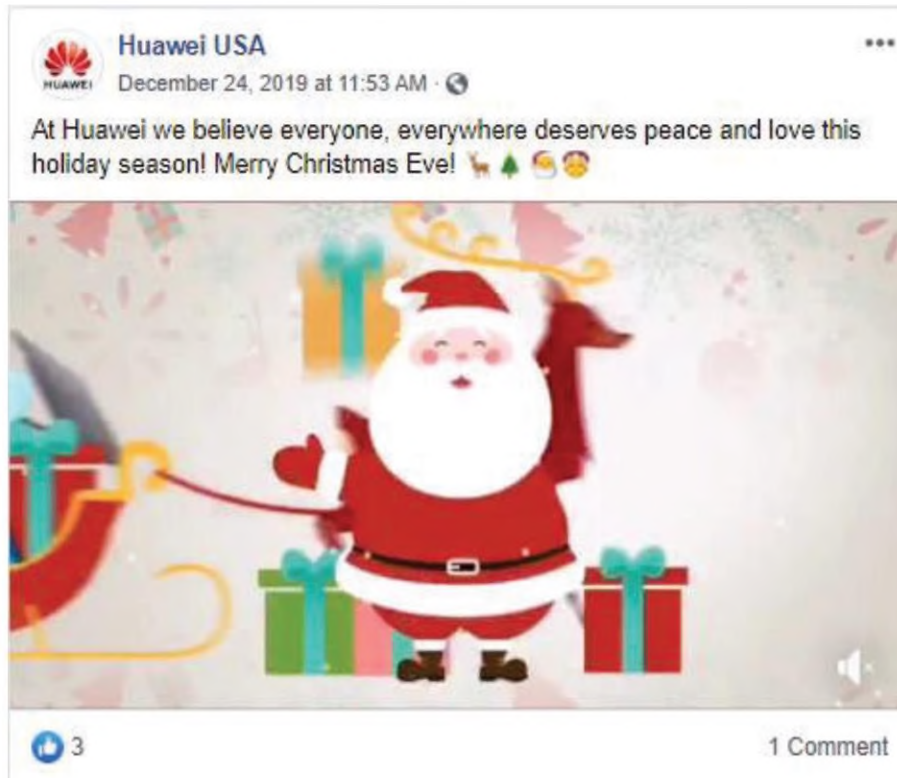 Huawei USA
HUAWEI
December 24, 2019 at 11:53 AM ·
At Huawei we believe everyone, everywhere deserves peace and love this
holiday season! Merry Christmas Eve! 🦌🎄🎅🤶
3
1 Comment